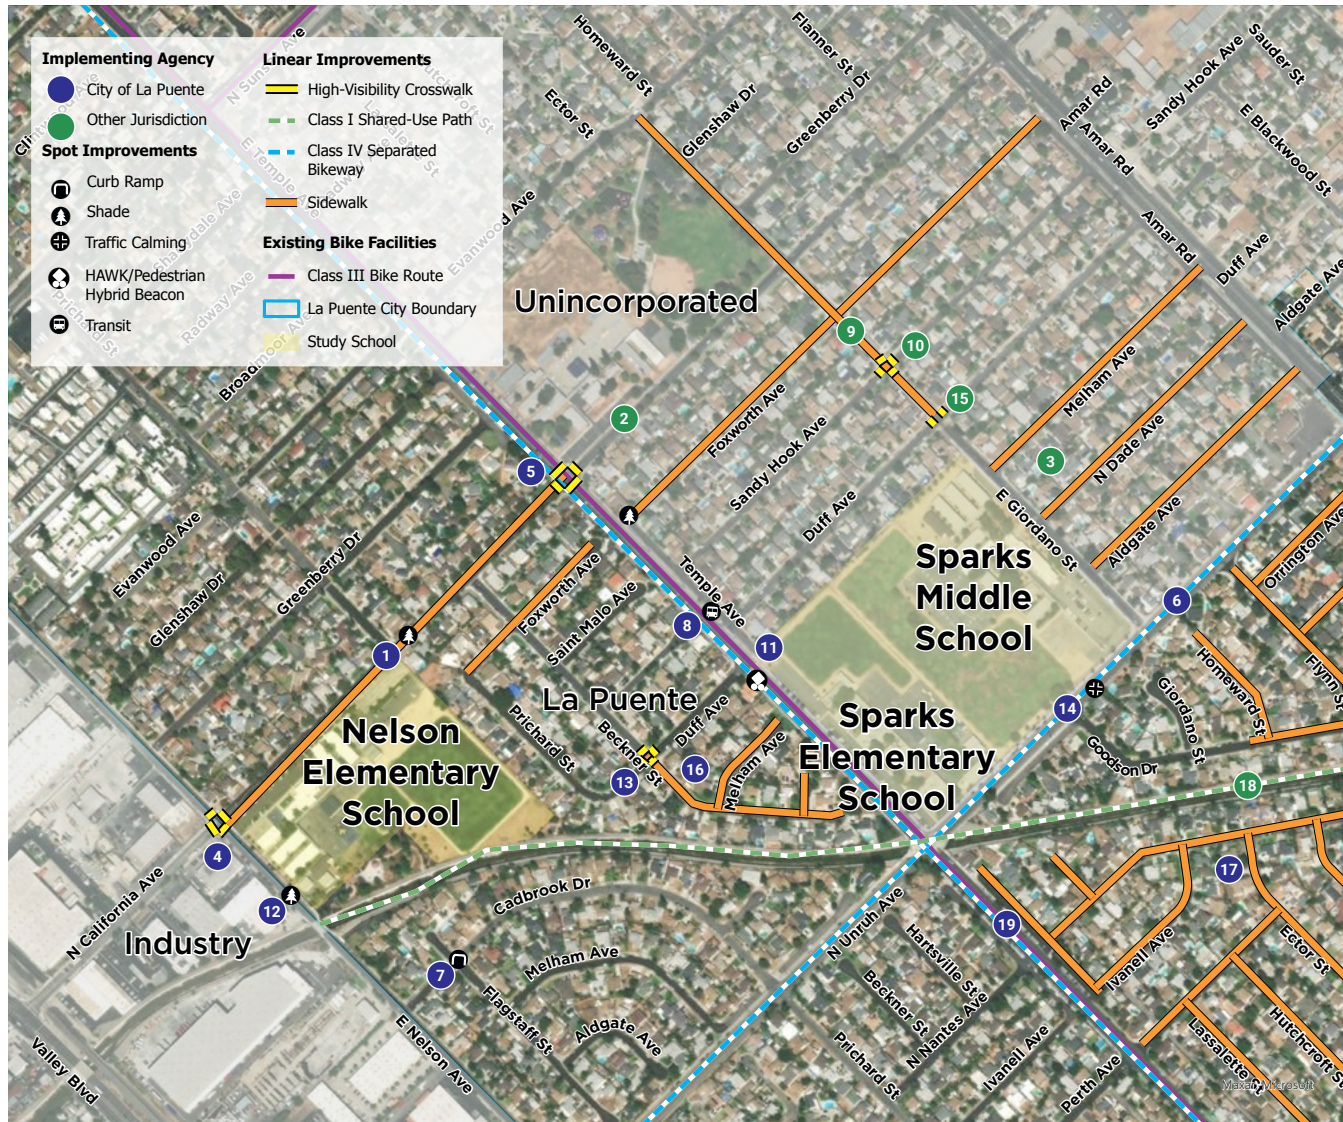 Implementing Agency
City of La Puente
Other Jurisdiction
Spot Improvements
Curb Ramp
Shade
Traffic Calming
HAWK/Pedestrian
Hybrid Beacon
Transit
Linear Improvements
High-Visibility Crosswalk
Class I Shared-Use Path
Class IV Separated
Bikeway
Sidewalk
Existing Bike Facilities
Class III Bike Route
La Puente City Boundary
Study School
E Temple Ave
Evanwood Ave
Radway Ave
Broadmoor Ave
Prichard St
Homeward St
Ector St
Flanner St
Glenshaw Dr
Greenberry Dr
Amar Rd
Amar Rd
Amar Rd
Sandy Hook Ave
Sauder St
E Blackwood St
Duff Ave
Aldgate Ave
Unincorporated
9
10
15
2
3
5
Foxworth Ave
Sandy Hook Ave
Duff Ave
Melham Ave
N Dade Ave
Aldgate Ave
E Giordano St
Orrington Ave
Evanwood Ave
Glenshaw Dr
Greenberry Dr
Foxworth Ave
Saint Malo Ave
Temple Ave
Sparks
Middle
School
6
1
8
11
14
La Puente
Nelson
Elementary
School
Sparks
Elementary
School
Prichard St
Beckner St
Duff Ave
Melham Ave
13
16
Homeward St
Giordano St
Goodson Dr
Flynn St
18
4
12
7
17
19
N California Ave
Industry
Cadbrook Dr
Melham Ave
Flagstaff St
Aldgate Ave
E Nelson Ave
Valley Blvd
N Unruh Ave
Hartsville St
Beckner St
N Nantes Ave
Prichard St
Ivanell Ave
Ivanell Ave
Perth Ave
Ector St
Hutchcroft St
Lassalette St
Maxar, Microsoft